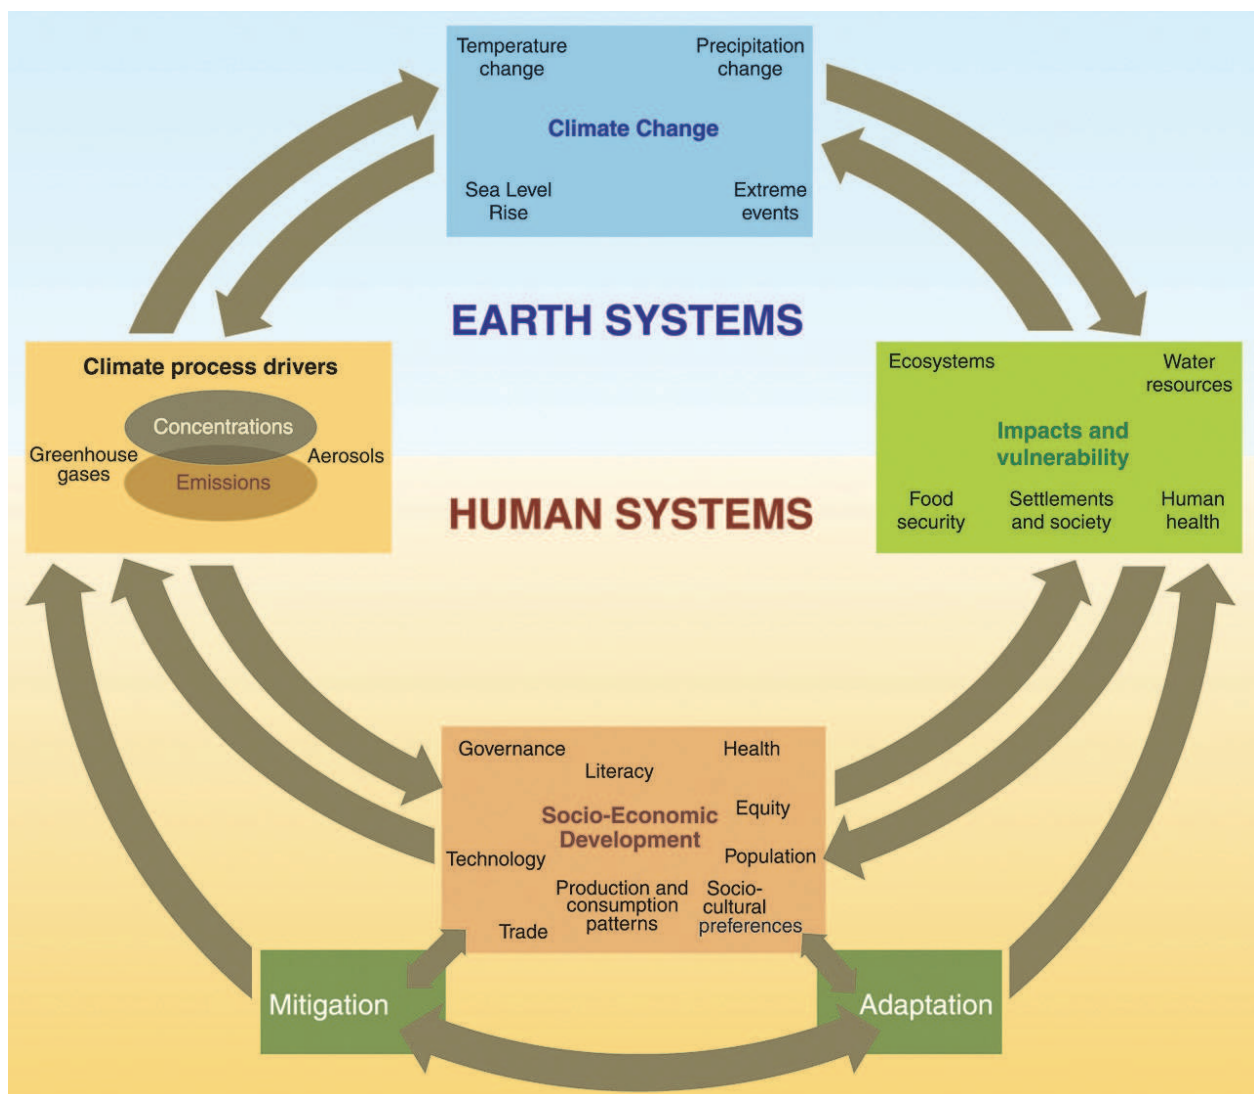 Temperature
change
Precipitation
change
Climate Change
Sea Level
Rise
Extreme
events
EARTH SYSTEMS
Climate process drivers
Concentrations
Greenhouse
gases
Aerosols
Emissions
Ecosystems
Water
resources
Impacts and
vulnerability
Food
security
Settlements
and society
Human
health
HUMAN SYSTEMS
Governance
Health
Literacy
Equity
Socio-Economic
Development
Technology
Population
Production and
consumption
patterns
Socio-
cultural
preferences
Trade
Mitigation
Adaptation